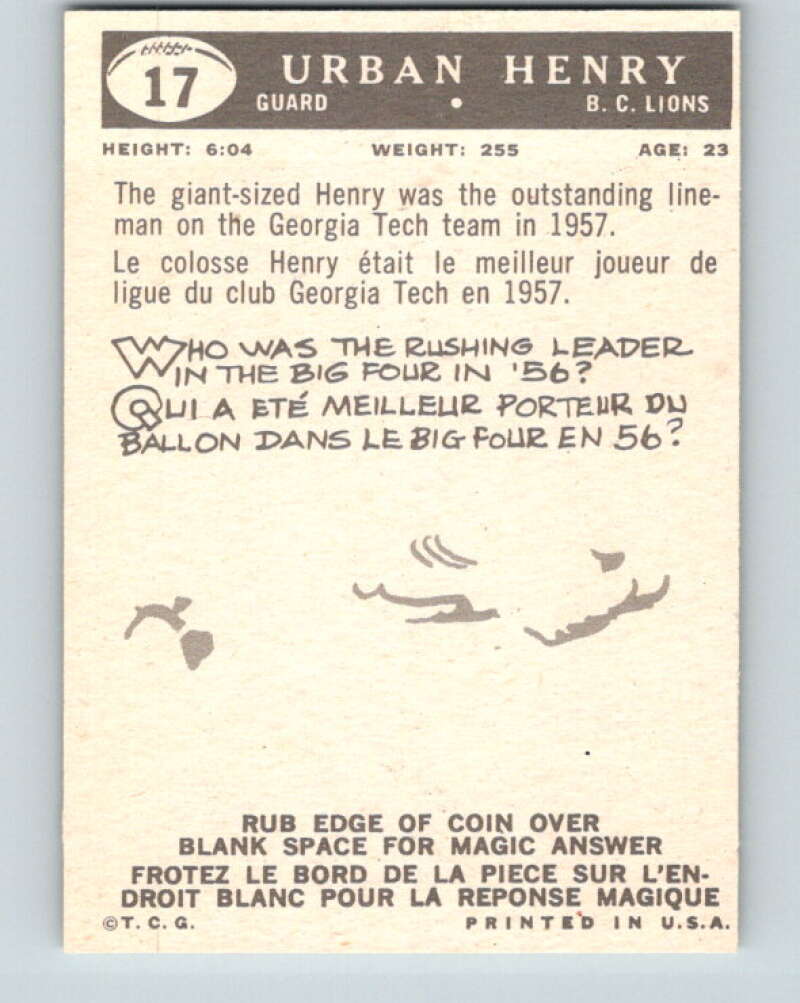 17
URBAN HENRY
GUARD • B. C. LIONS
HEIGHT: 6:04 WEIGHT: 255 AGE: 23
The giant-sized Henry was the outstanding line-
man on the Georgia Tech team in 1957.
Le colosse Henry était le meilleur joueur de
ligue du club Georgia Tech en 1957.
WHO WAS THE RUSHING LEADER
IN THE BIG FOUR IN '56?
QUI A ETÉ MEILLEUR PORTEUR DU
BALLON DANS LE BIG FOUR EN 56?
RUB EDGE OF COIN OVER
BLANK SPACE FOR MAGIC ANSWER
FROTEZ LE BORD DE LA PIECE SUR L'EN-
DROIT BLANC POUR LA REPONSE MAGIQUE
©T. C. G. PRINTED IN U.S.A.